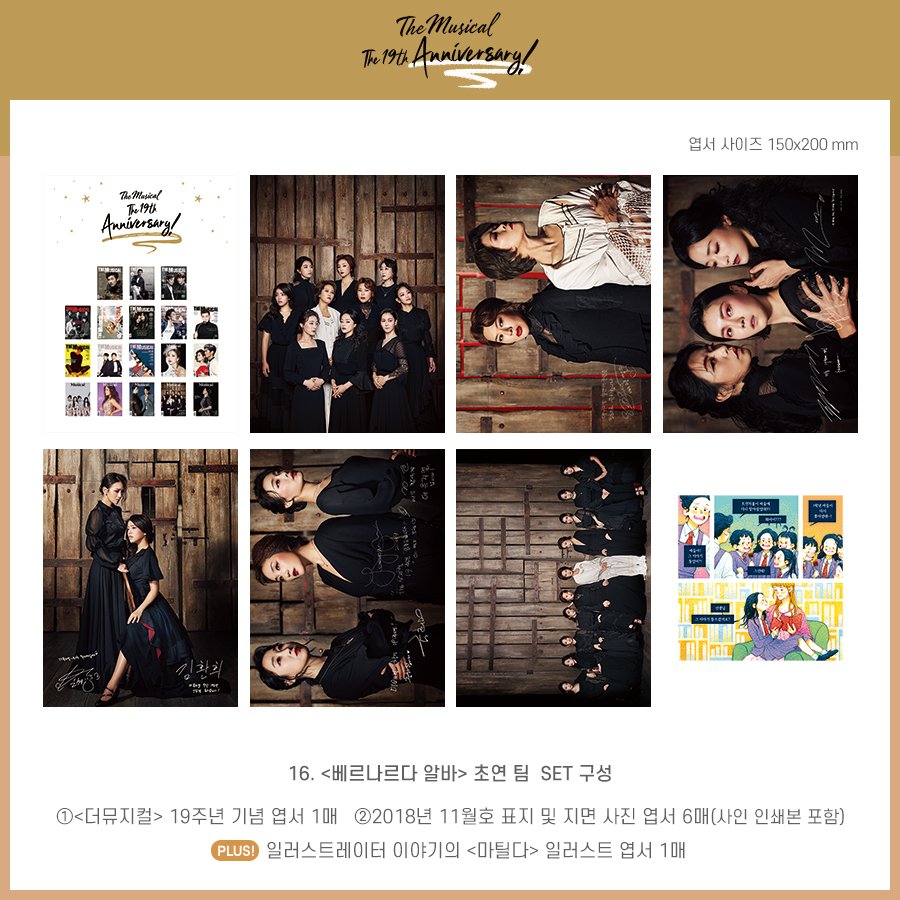 The Musical
The 19th Anniversary!
엽서 사이즈 150x200 mm
The Musical
The 19th
Anniversary!
김환희
16. <베르나르다 알바> 초연 팀 SET 구성
①<더뮤지컬> 19주년 기념 엽서 1매 ②2018년 11월호 표지 및 지면 사진 엽서 6매(사인 인쇄본 포함)
PLUS! 일러스트레이터 이야기의 <마틸다> 일러스트 엽서 1매